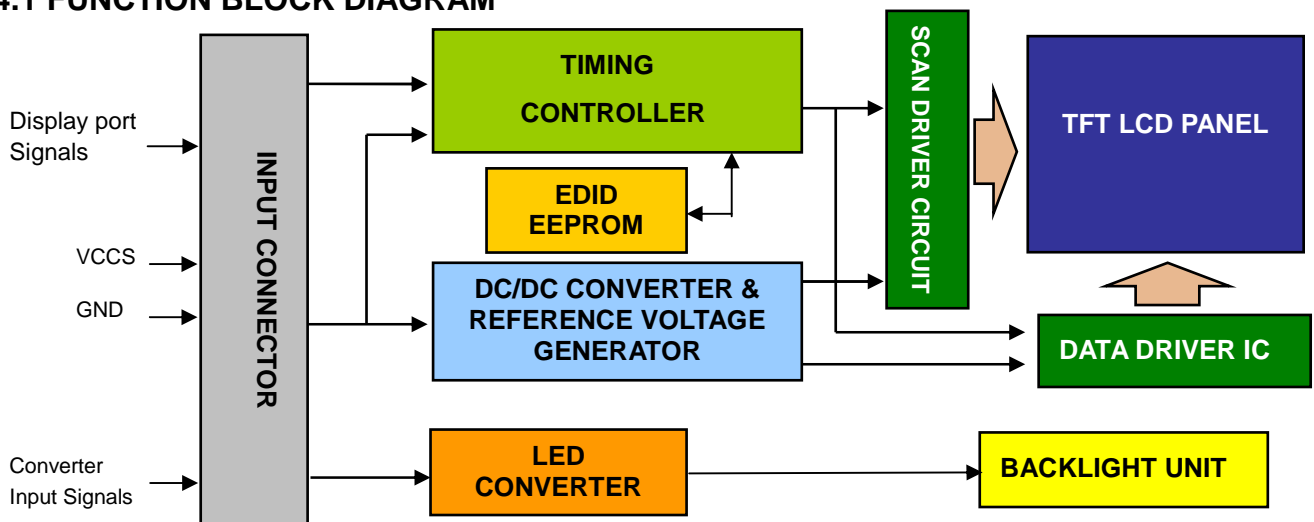 4.1 FUNCTION BLOCK DIAGRAM
Display port
Signals
VCCS
GND
Converter
Input Signals
INPUT CONNECTOR
TIMING
CONTROLLER
EDID
EEPROM
DC/DC CONVERTER &
REFERENCE VOLTAGE
GENERATOR
LED
CONVERTER
SCAN DRIVER CIRCUIT
TFT LCD PANEL
DATA DRIVER IC
BACKLIGHT UNIT